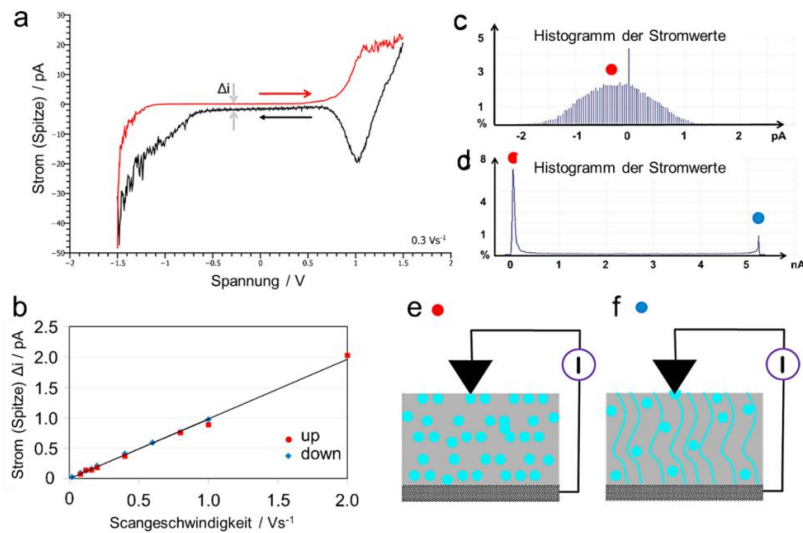 a
Strom (Spitze) / pA
30
20
10
0
-10
-20
-30
-40
-50
Δi
0.3 Vs⁻¹
−2 −1.5 −1 −0.5 0 0.5 1 1.5 2
Spannung / V
b
Strom (Spitze) Δi / pA
2.5
2.0
1.5
1.0
0.5
0
up
down
0 0.5 1.0 1.5 2.0
Scangeschwindigkeit / Vs⁻¹
c
Histogramm der Stromwerte
5
3
1
%
-2 -1 0 1 2 pA
d
Histogramm der Stromwerte
8
4
1
%
0 1 2 3 4 5 nA
e
I
f
I